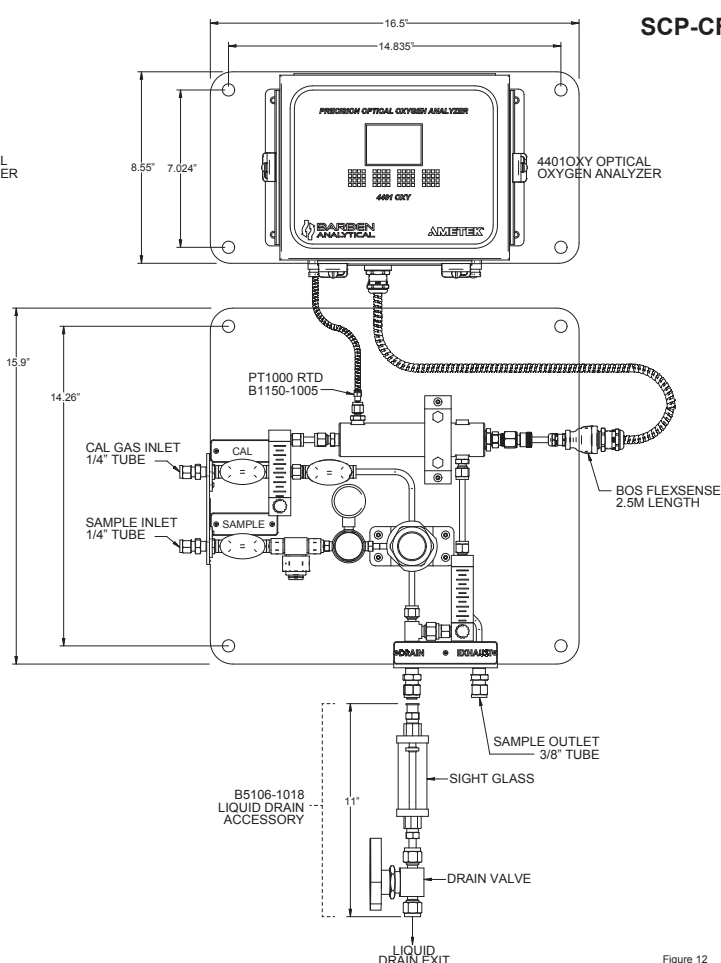 SCP-CF
16.5"
14.835"
8.55"
7.024"
PRECISION OPTICAL OXYGEN ANALYZER
4401 OXY
BARBEN
ANALYTICAL
AMETEK
L
ER
4401OXY OPTICAL
OXYGEN ANALYZER
15.9"
14.26"
PT1000 RTD
B1150-1005
CAL GAS INLET
1/4" TUBE
CAL
BOS FLEXSENSE
2.5M LENGTH
SAMPLE INLET
1/4" TUBE
SAMPLE
DRAIN
EXHAUST
SAMPLE OUTLET
3/8" TUBE
SIGHT GLASS
B5106-1018
LIQUID DRAIN
ACCESSORY
11"
DRAIN VALVE
LIQUID
DRAIN EXIT
Figure 12